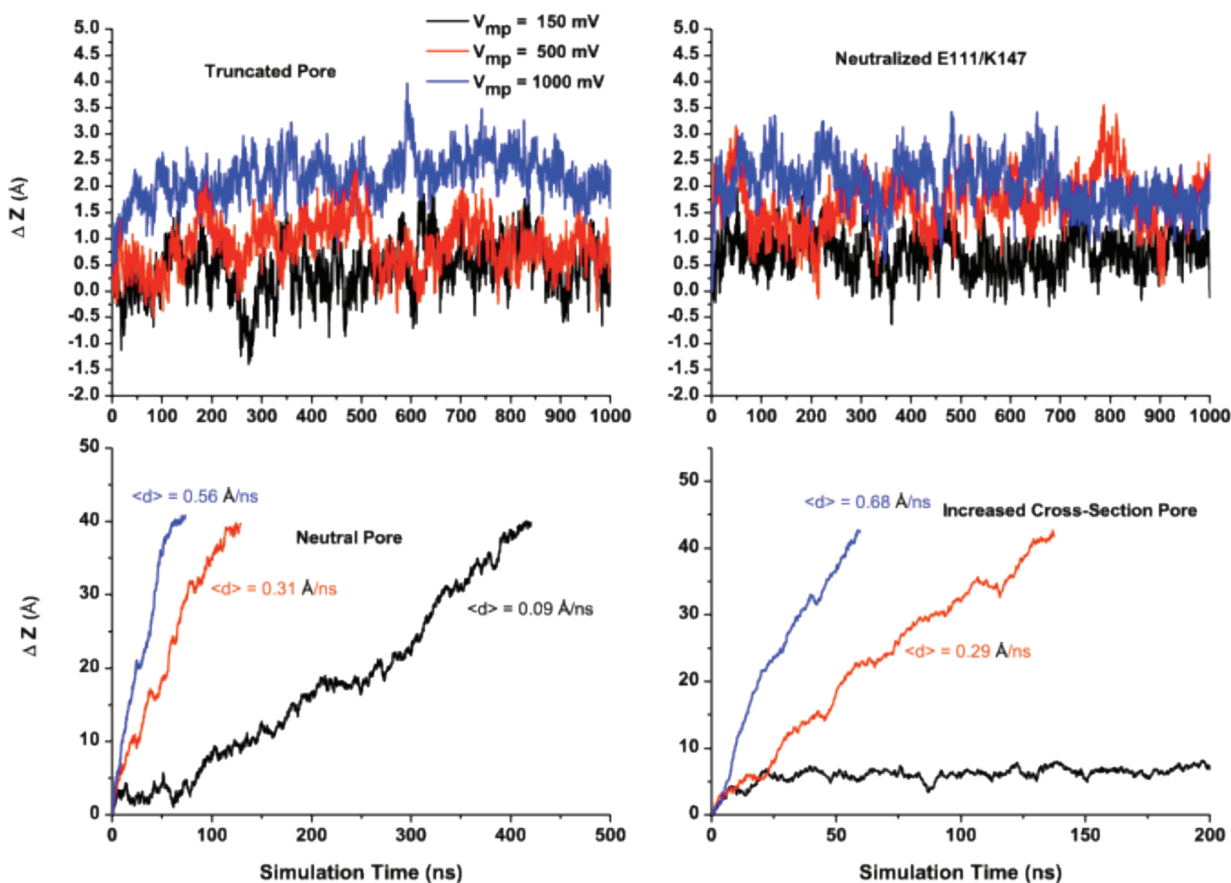 V_mp = 150 mV
V_mp = 500 mV
V_mp = 1000 mV
Truncated Pore
Δ Z (Å)
5.0
4.5
4.0
3.5
3.0
2.5
2.0
1.5
1.0
0.5
0.0
-0.5
-1.0
-1.5
-2.0
0 100 200 300 400 500 600 700 800 900 1000
Neutralized E111/K147
5.0
4.5
4.0
3.5
3.0
2.5
2.0
1.5
1.0
0.5
0.0
-0.5
-1.0
-1.5
-2.0
0 100 200 300 400 500 600 700 800 900 1000
Δ Z (Å)
50
40
30
20
10
0
<d> = 0.56 Å/ns
Neutral Pore
<d> = 0.31 Å/ns
<d> = 0.09 Å/ns
0 100 200 300 400 500
Simulation Time (ns)
50
40
30
20
10
0
<d> = 0.68 Å/ns
Increased Cross-Section Pore
<d> = 0.29 Å/ns
0 50 100 150 200
Simulation Time (ns)